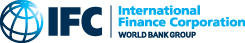 IFC
International
Finance Corporation
WORLD BANK GROUP